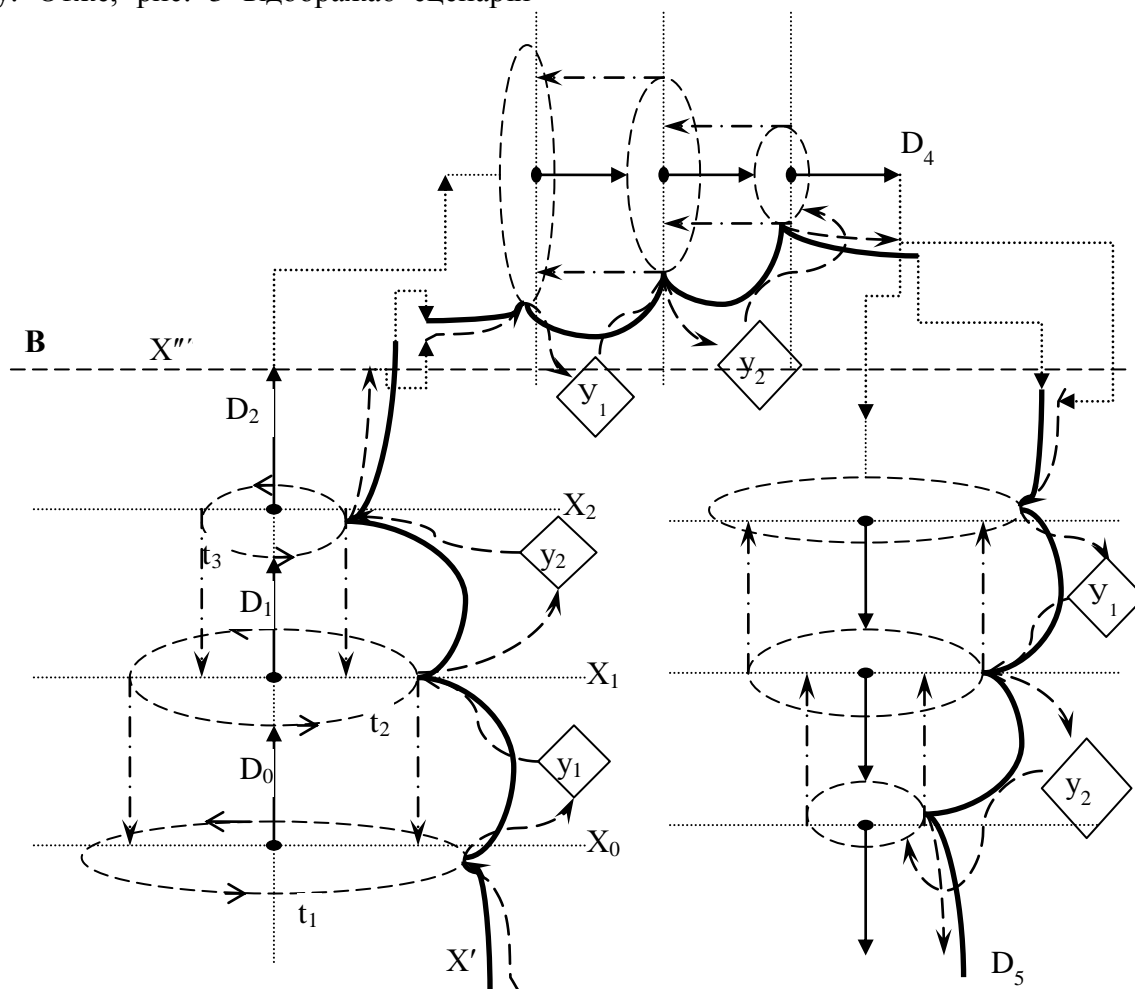 у. Отже, рис. 3 відображає сценарій
D₄
B
X‴
y₁
y₂
D₂
X₂
t₃
y₂
y₁
D₁
X₁
t₂
D₀
y₁
y₂
X₀
t₁
X′
D₅